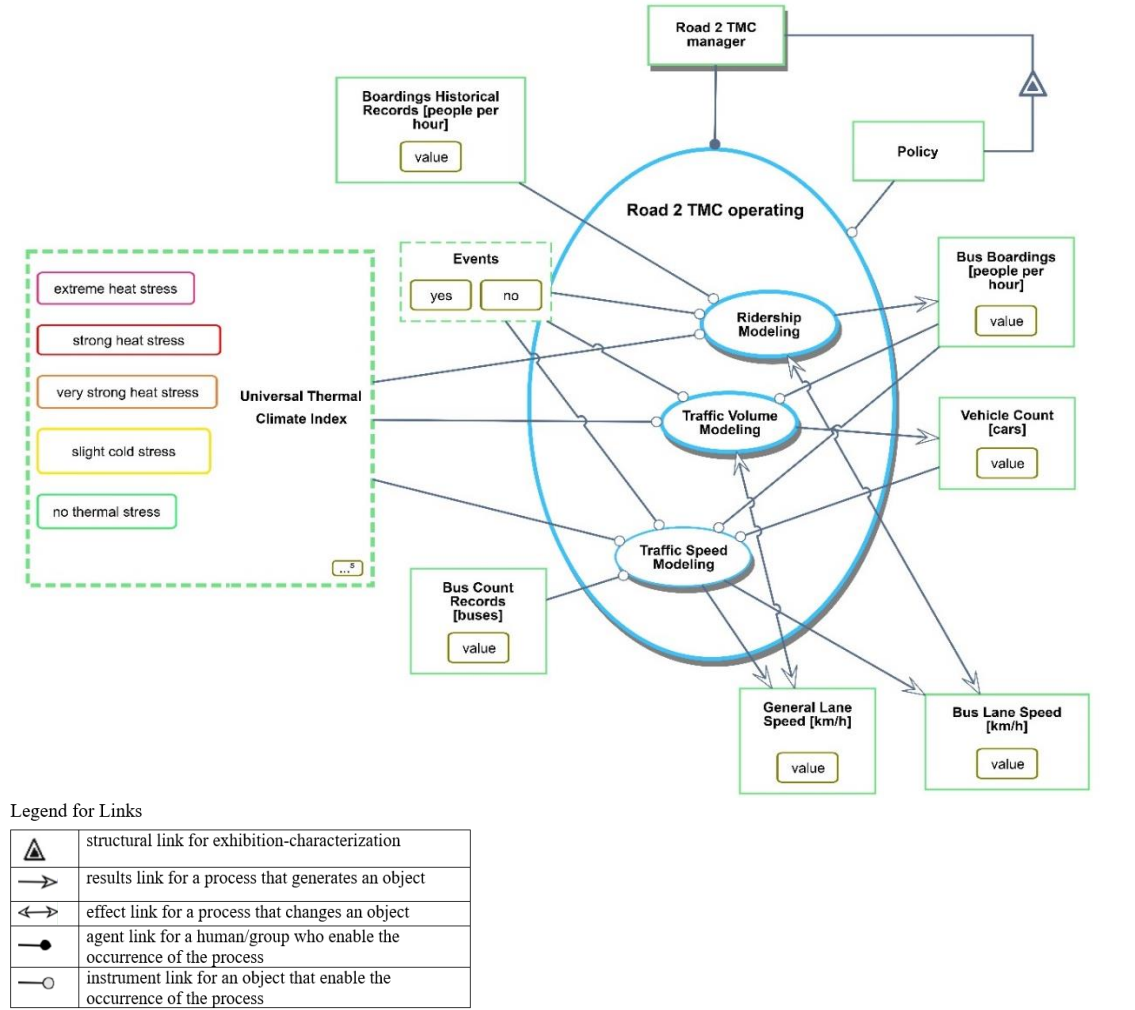 Road 2 TMC
manager
Boardings Historical
Records [people per
hour]
value
Policy
Road 2 TMC operating
Events
yes
no
Bus Boardings
[people per
hour]
value
extreme heat stress
strong heat stress
very strong heat stress
slight cold stress
no thermal stress
Universal Thermal
Climate Index
...5
Ridership
Modeling
Traffic Volume
Modeling
Vehicle Count
[cars]
value
Traffic Speed
Modeling
Bus Count
Records
[buses]
value
General Lane
Speed [km/h]
value
Bus Lane Speed
[km/h]
value
Legend for Links
structural link for exhibition-characterization
results link for a process that generates an object
effect link for a process that changes an object
agent link for a human/group who enable the
occurrence of the process
instrument link for an object that enable the
occurrence of the process